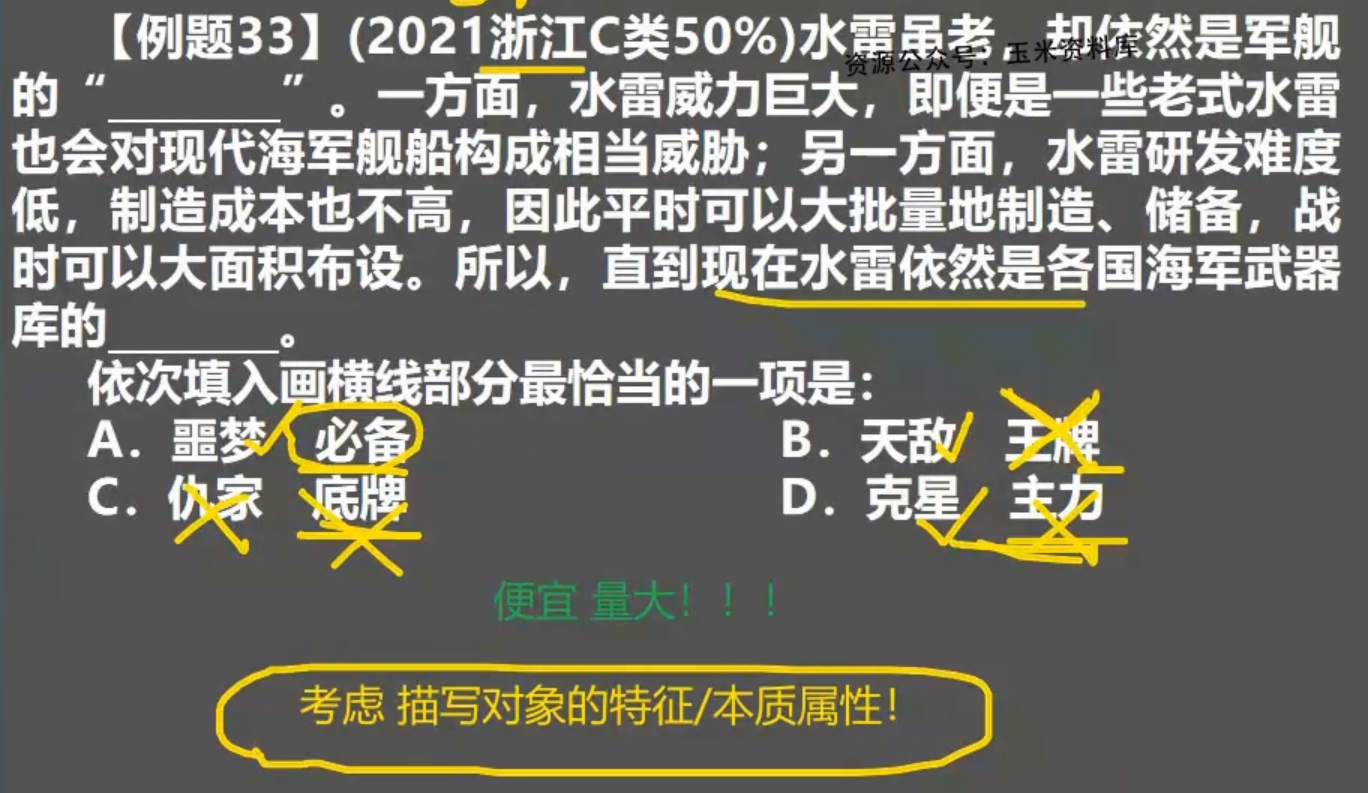 【例题33】(2021浙江C类50%)水雷虽老，却依然是军舰
资源公众号：玉米资料库
的“________”。一方面，水雷威力巨大，即便是一些老式水雷
也会对现代海军舰船构成相当威胁；另一方面，水雷研发难度
低，制造成本也不高，因此平时可以大批量地制造、储备，战
时可以大面积布设。所以，直到现在水雷依然是各国海军武器
库的________。
依次填入画横线部分最恰当的一项是：
A．噩梦 必备 B．天敌 王牌
C．仇家 底牌 D．克星 主力
便宜 量大！！！
考虑 描写对象的特征/本质属性！